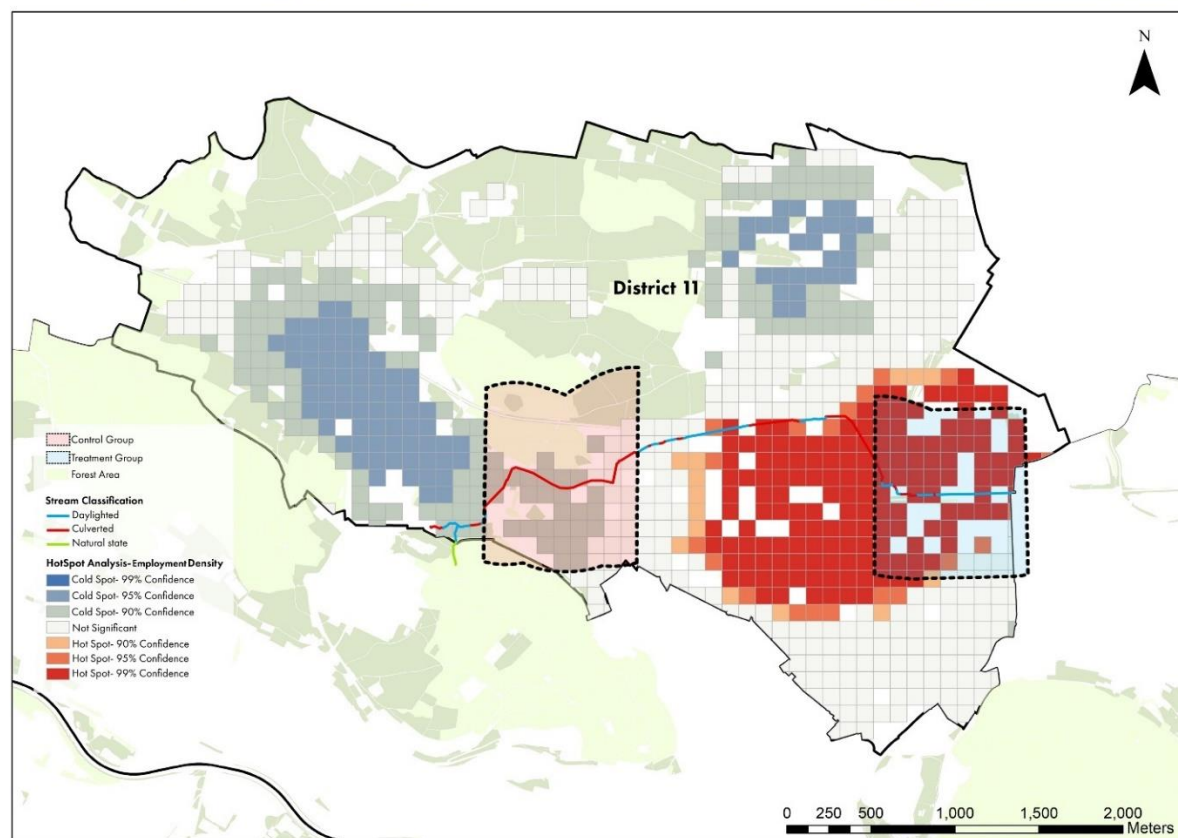 N
District 11
Control Group
Treatment Group
Forest Area
Stream Classification
Daylighted
Culverted
Natural state
HotSpot Analysis-Employment Density
Cold Spot- 99% Confidence
Cold Spot- 95% Confidence
Cold Spot- 90% Confidence
Not Significant
Hot Spot- 90% Confidence
Hot Spot- 95% Confidence
Hot Spot- 99% Confidence
0 250 500 1,000 1,500 2,000
Meters